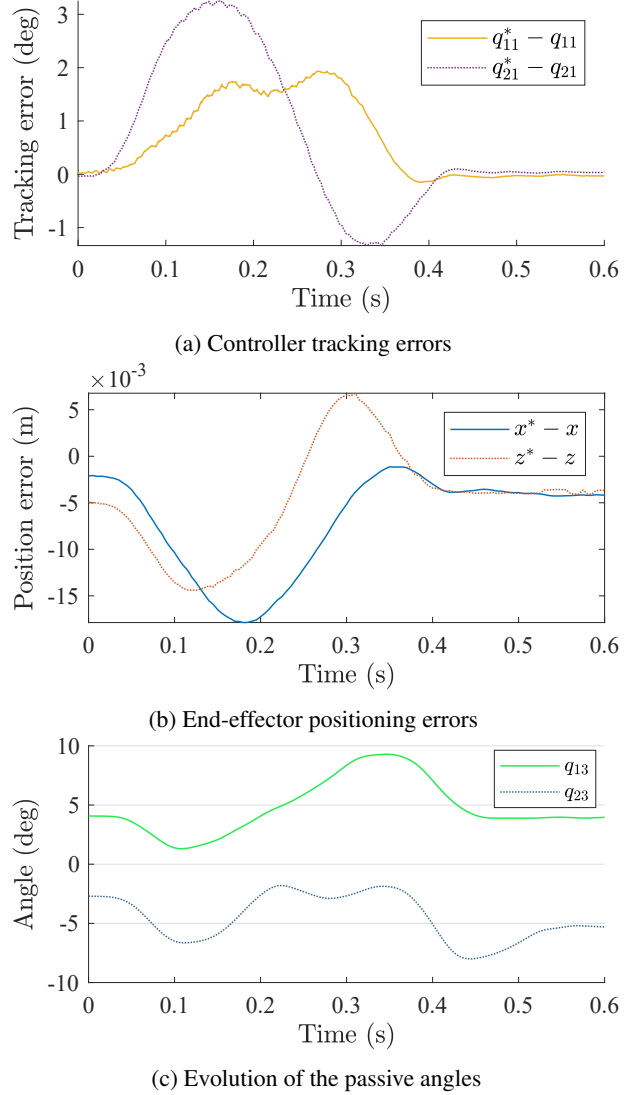 Tracking error (deg)
3
2
1
0
-1
q*₁₁ − q₁₁
q*₂₁ − q₂₁
0 0.1 0.2 0.3 0.4 0.5 0.6
Time (s)
(a) Controller tracking errors
×10⁻³
Position error (m)
5
0
-5
-10
-15
x* − x
z* − z
0 0.1 0.2 0.3 0.4 0.5 0.6
Time (s)
(b) End-effector positioning errors
Angle (deg)
10
5
0
-5
-10
q₁₃
q₂₃
0 0.1 0.2 0.3 0.4 0.5 0.6
Time (s)
(c) Evolution of the passive angles